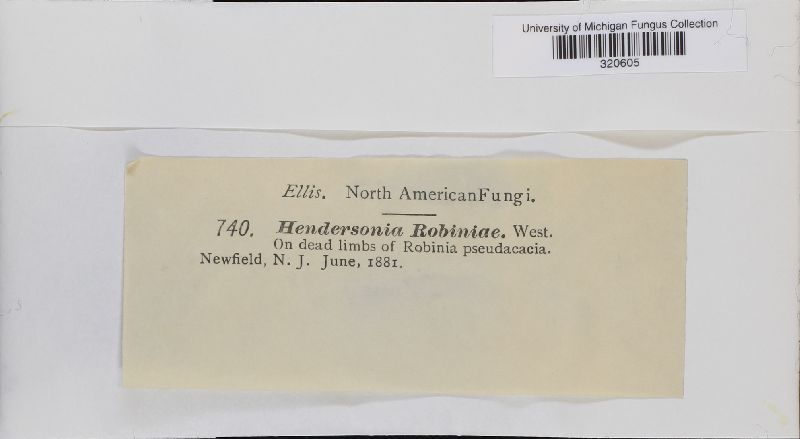 University of Michigan Fungus Collection
320605
Ellis. North AmericanFungi.
740. Hendersonia Robiniae. West.
On dead limbs of Robinia pseudacacia.
Newfield, N. J. June, 1881.